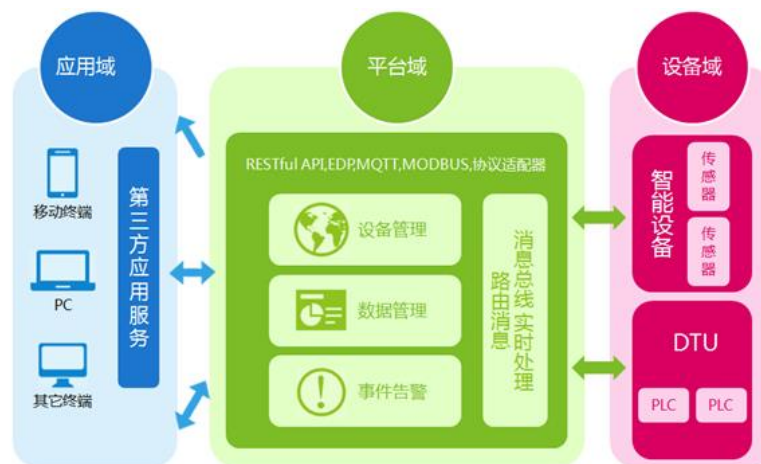 应用域
移动终端
PC
其它终端
第三方应用服务
平台域
RESTful API,EDP,MQTT,MODBUS,协议适配器
设备管理
数据管理
事件告警
消息总线 实时处理
路由消息
设备域
智能设备
传感器
传感器
DTU
PLC
PLC